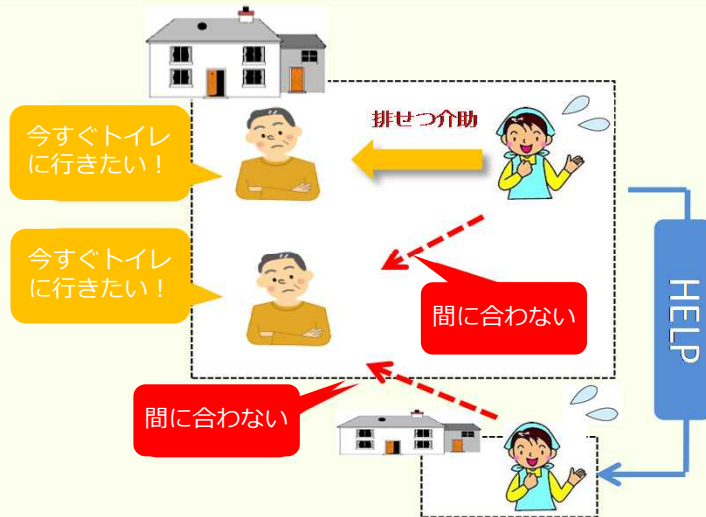 今すぐトイレ
に行きたい！
排せつ介助
今すぐトイレ
に行きたい！
間に合わない
HELP
間に合わない